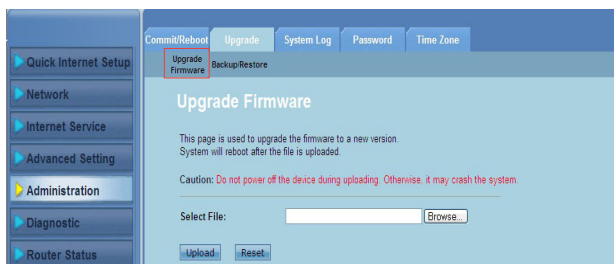 Commit/Reboot Upgrade System Log Password Time Zone
Upgrade Firmware Backup/Restore
Quick Internet Setup
Network
Internet Service
Advanced Setting
Administration
Diagnostic
Router Status
Upgrade Firmware
This page is used to upgrade the firmware to a new version.
System will reboot after the file is uploaded.
Caution: Do not power off the device during uploading. Otherwise, it may crash the system.
Select File: Browse...
Upload Reset